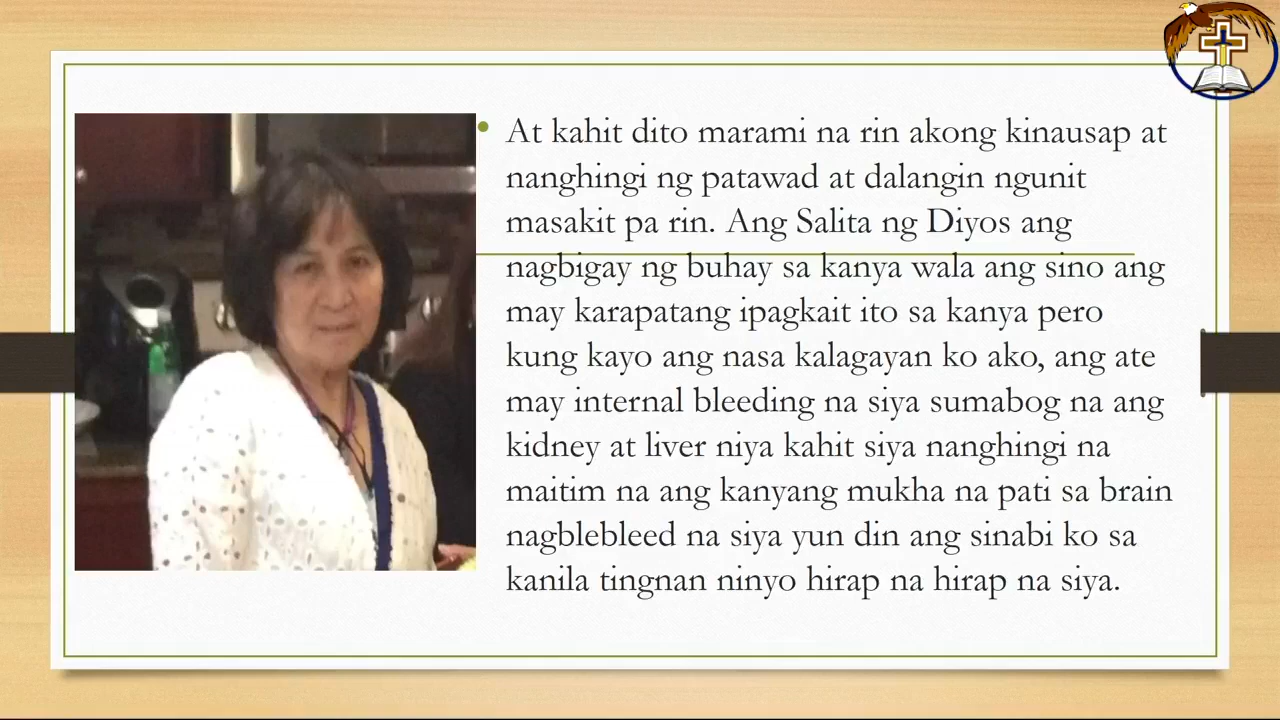 • At kahit dito marami na rin akong kinausap at
nanghingi ng patawad at dalangin ngunit
masakit pa rin. Ang Salita ng Diyos ang
nagbigay ng buhay sa kanya wala ang sino ang
may karapatang ipagkait ito sa kanya pero
kung kayo ang nasa kalagayan ko ako, ang ate
may internal bleeding na siya sumabog na ang
kidney at liver niya kahit siya nanghingi na
maitim na ang kanyang mukha na pati sa brain
nagblebleed na siya yun din ang sinabi ko sa
kanila tingnan ninyo hirap na hirap na siya.